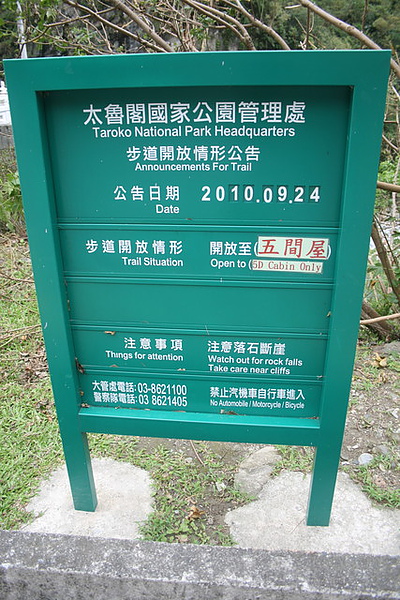 太魯閣國家公園管理處
Taroko National Park Headquarters
步道開放情形公告
Announcements For Trail
公告日期 2010.09.24
Date
步道開放情形 開放至(五間屋)
Trail Situation Open to (5D Cabin Only)
注意事項 注意落石斷崖
Things for attention Watch out for rock falls
Take care near cliffs
大管處電話:03-8621100 禁止汽機車自行車進入
警察隊電話:03 8621405 No Automobile / Motorcycle / Bicycle